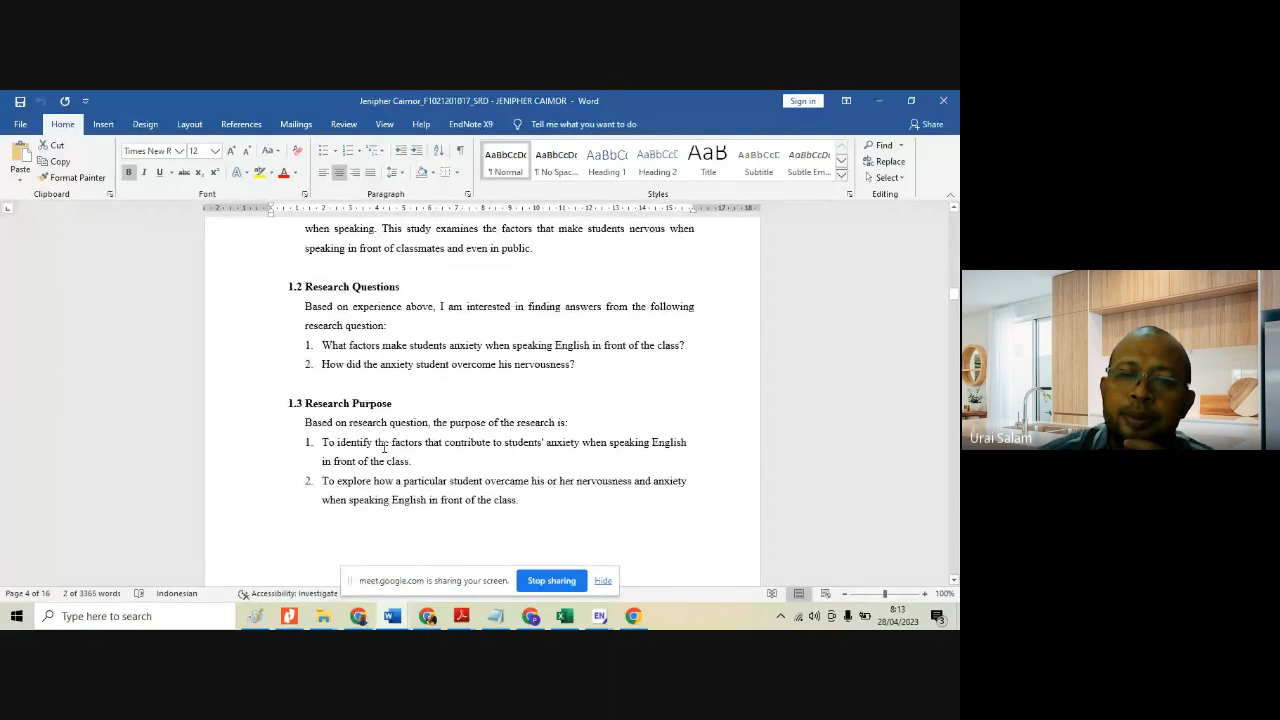 Jenipher Caimor_F1021201017_SRD - JENIPHER CAIMOR - Word
Sign in
File Home Insert Design Layout References Mailings Review View Help EndNote X9 Tell me what you want to do Share
Paste
Cut
Copy
Format Painter
Clipboard
Times New R 12
Font
Paragraph
AaBbCcDc AaBbCcDc AaBbCc AaBbCcC AaB AaBbCcD AaBbCcD
¶ Normal ¶ No Spac... Heading 1 Heading 2 Title Subtitle Subtle Em...
Styles
Find
Replace
Select
Editing
when speaking. This study examines the factors that make students nervous when
speaking in front of classmates and even in public.
1.2 Research Questions
Based on experience above, I am interested in finding answers from the following
research question:
1. What factors make students anxiety when speaking English in front of the class?
2. How did the anxiety student overcome his nervousness?
1.3 Research Purpose
Based on research question, the purpose of the research is:
1. To identify the factors that contribute to students' anxiety when speaking English
in front of the class.
2. To explore how a particular student overcame his or her nervousness and anxiety
when speaking English in front of the class.
meet.google.com is sharing your screen. Stop sharing Hide
Page 4 of 16 2 of 3365 words Indonesian Accessibility: Investigate 100%
Type here to search
EN
8:13
28/04/2023
3
Urai Salam